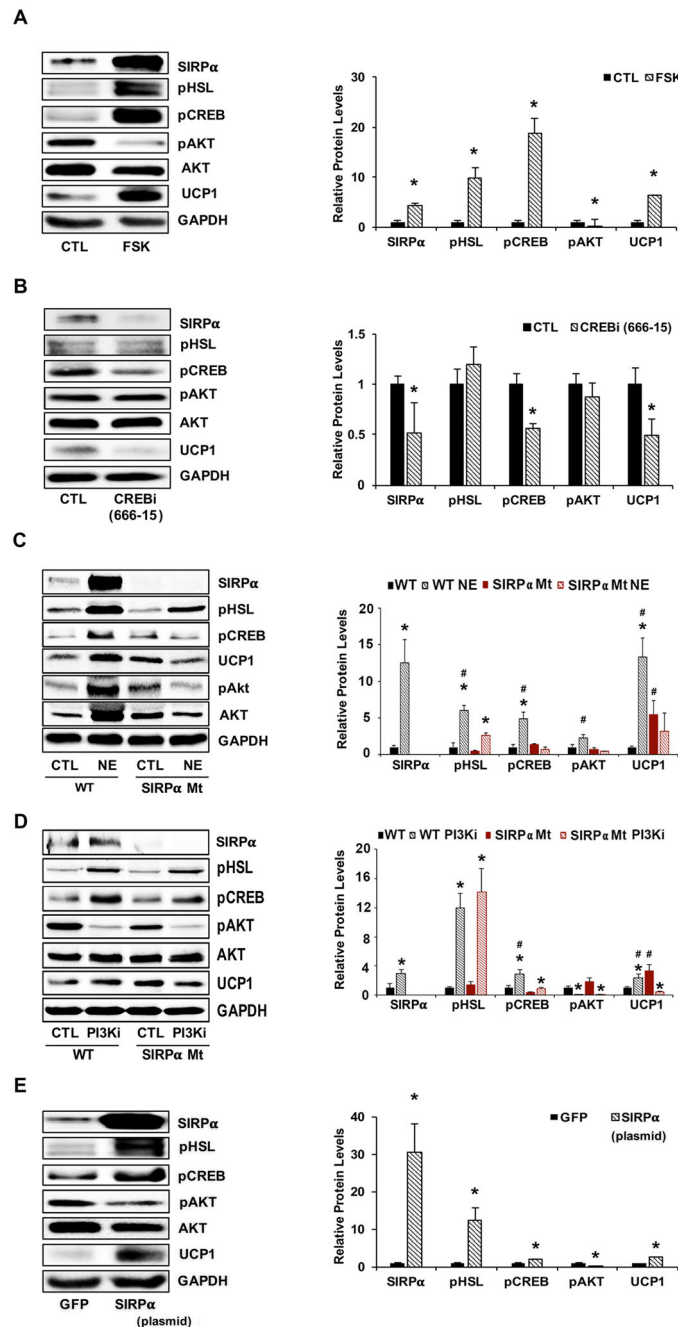 A
SIRPα
pHSL
pCREB
pAKT
AKT
UCP1
GAPDH
CTL FSK
Relative Protein Levels
30
20
10
0
CTL FSK
* * * * *
SIRPα pHSL pCREB pAKT UCP1
B
SIRPα
pHSL
pCREB
pAKT
AKT
UCP1
GAPDH
CTL CREBi
(666-15)
Relative Protein Levels
1.5
1
0.5
0
CTL CREBi (666-15)
* * *
SIRPα pHSL pCREB pAKT UCP1
C
SIRPα
pHSL
pCREB
UCP1
pAkt
AKT
GAPDH
CTL NE CTL NE
WT SIRPα Mt
WT WT NE SIRPα Mt SIRPα Mt NE
Relative Protein Levels
20
15
10
5
0
* # * * # * # # * #
SIRPα pHSL pCREB pAKT UCP1
D
SIRPα
pHSL
pCREB
pAKT
AKT
UCP1
GAPDH
CTL PI3Ki CTL PI3Ki
WT SIRPα Mt
WT WT PI3Ki SIRPα Mt SIRPα Mt PI3Ki
Relative Protein Levels
20
16
12
8
4
0
* * * # * * * * # * # *
SIRPα pHSL pCREB pAKT UCP1
E
SIRPα
pHSL
pCREB
pAKT
AKT
UCP1
GAPDH
GFP SIRPα
(plasmid)
Relative Protein Levels
40
30
20
10
0
GFP SIRPα
(plasmid)
* * * * *
SIRPα pHSL pCREB pAKT UCP1